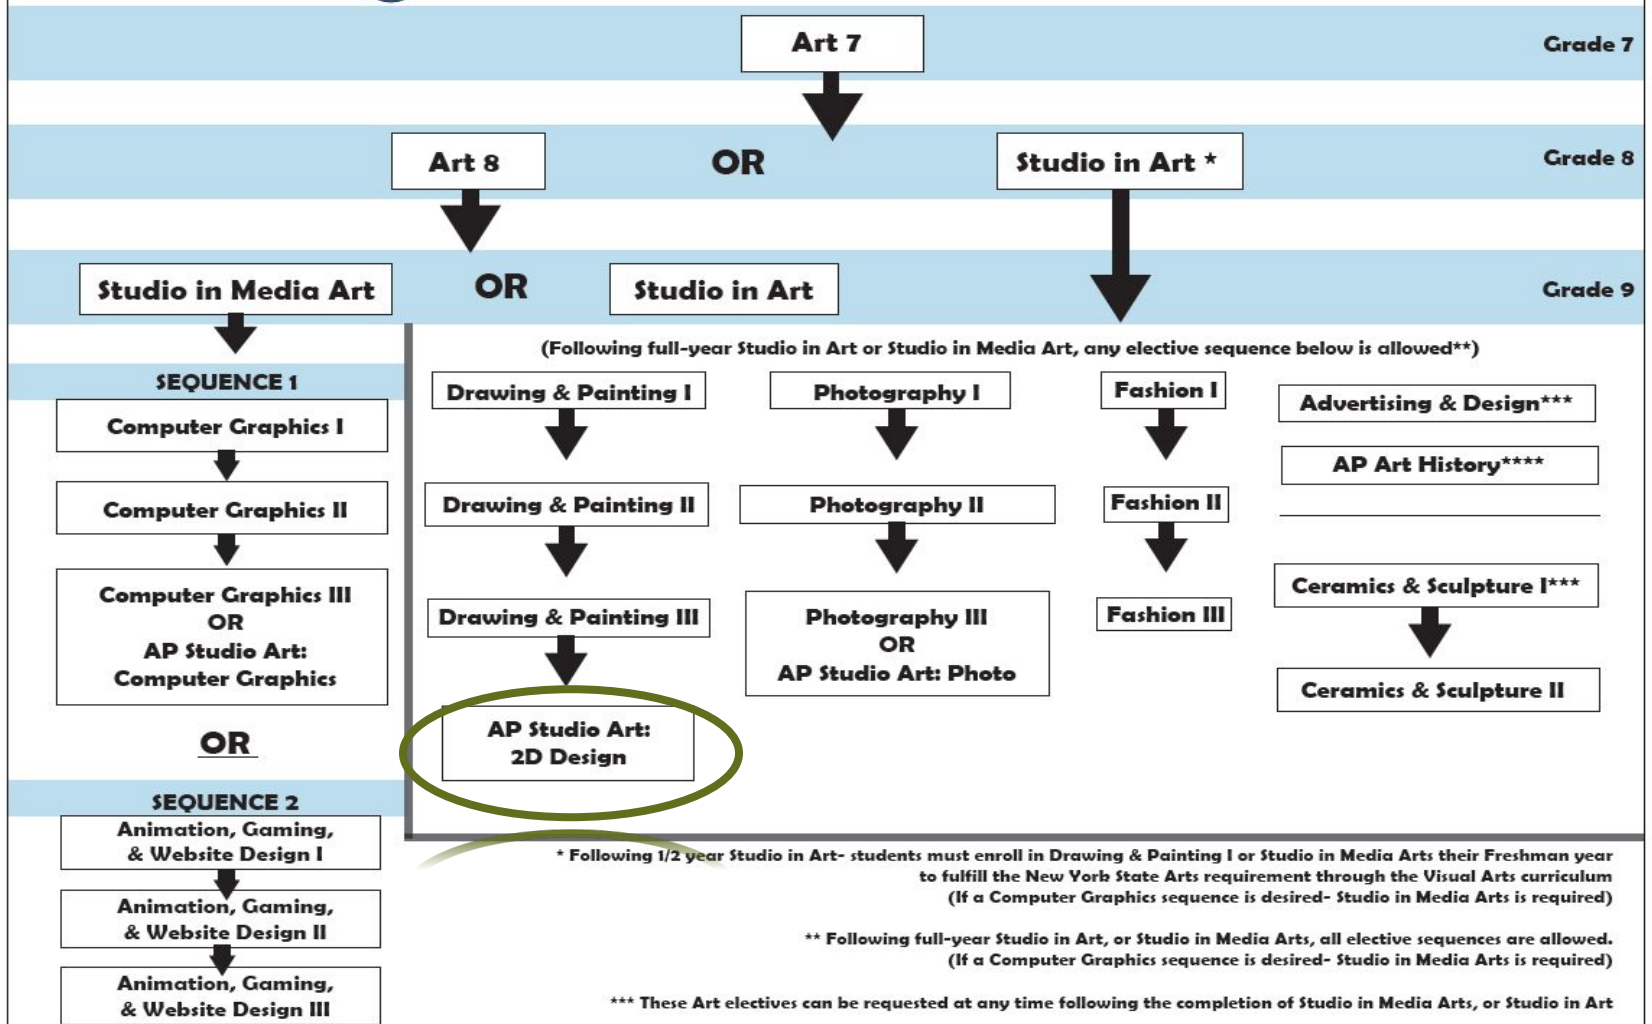 Art 7
Grade 7
Art 8
OR
Studio in Art *
Grade 8
Studio in Media Art
OR
Studio in Art
Grade 9
(Following full-year Studio in Art or Studio in Media Art, any elective sequence below is allowed**)
SEQUENCE 1
Computer Graphics I
Computer Graphics II
Computer Graphics III
OR
AP Studio Art:
Computer Graphics
OR
SEQUENCE 2
Animation, Gaming,
& Website Design I
Animation, Gaming,
& Website Design II
Animation, Gaming,
& Website Design III
Drawing & Painting I
Drawing & Painting II
Drawing & Painting III
AP Studio Art:
2D Design
Photography I
Photography II
Photography III
OR
AP Studio Art: Photo
Fashion I
Fashion II
Fashion III
Advertising & Design***
AP Art History****
Ceramics & Sculpture I***
Ceramics & Sculpture II
* Following 1/2 year Studio in Art- students must enroll in Drawing & Painting I or Studio in Media Arts their Freshman year
to fulfill the New York State Arts requirement through the Visual Arts curriculum
(If a Computer Graphics sequence is desired- Studio in Media Arts is required)
** Following full-year Studio in Art, or Studio in Media Arts, all elective sequences are allowed.
(If a Computer Graphics sequence is desired- Studio in Media Arts is required)
*** These Art electives can be requested at any time following the completion of Studio in Media Arts, or Studio in Art